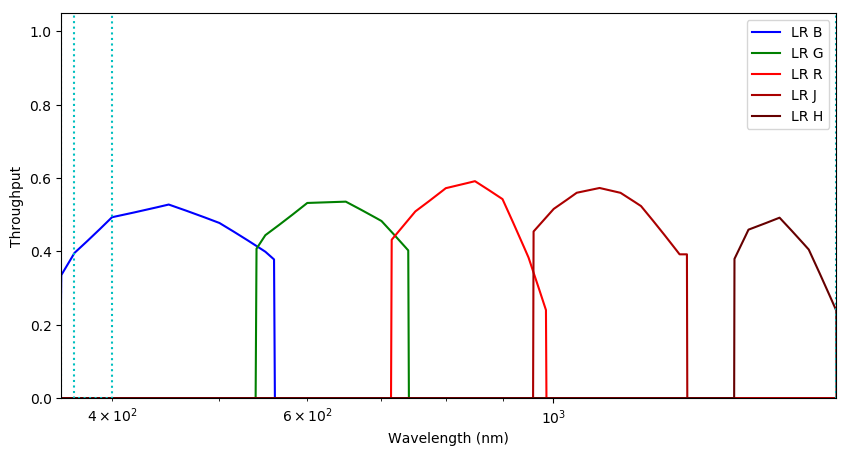 1.0
0.8
0.6
0.4
0.2
0.0
Throughput
4 × 10²
6 × 10²
10³
Wavelength (nm)
LR B
LR G
LR R
LR J
LR H